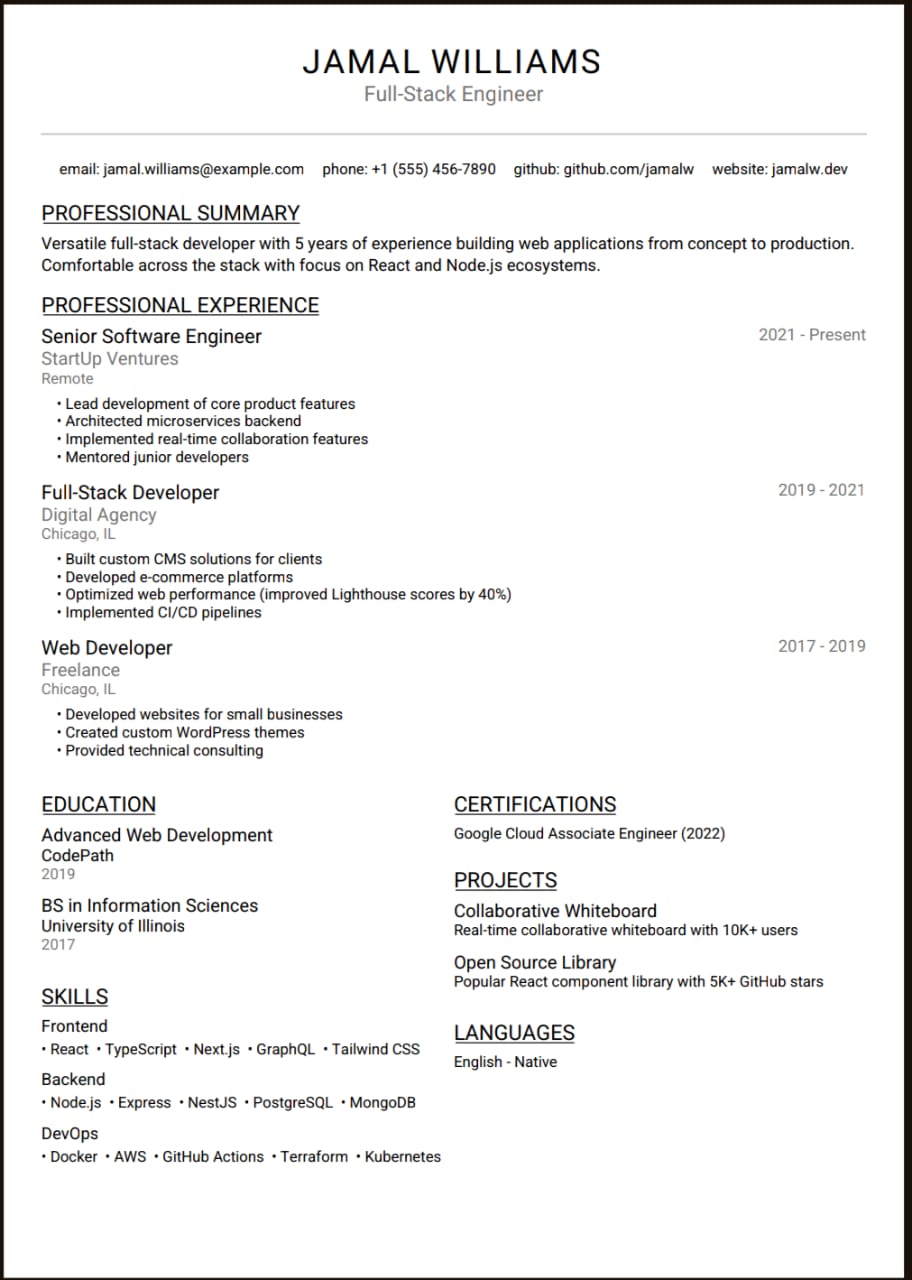 JAMAL WILLIAMS
Full-Stack Engineer
email: jamal.williams@example.com phone: +1 (555) 456-7890 github: github.com/jamalw website: jamalw.dev
PROFESSIONAL SUMMARY
Versatile full-stack developer with 5 years of experience building web applications from concept to production.
Comfortable across the stack with focus on React and Node.js ecosystems.
PROFESSIONAL EXPERIENCE
Senior Software Engineer 2021 - Present
StartUp Ventures
Remote
• Lead development of core product features
• Architected microservices backend
• Implemented real-time collaboration features
• Mentored junior developers
Full-Stack Developer 2019 - 2021
Digital Agency
Chicago, IL
• Built custom CMS solutions for clients
• Developed e-commerce platforms
• Optimized web performance (improved Lighthouse scores by 40%)
• Implemented CI/CD pipelines
Web Developer 2017 - 2019
Freelance
Chicago, IL
• Developed websites for small businesses
• Created custom WordPress themes
• Provided technical consulting
EDUCATION
Advanced Web Development
CodePath
2019
BS in Information Sciences
University of Illinois
2017
SKILLS
Frontend
• React • TypeScript • Next.js • GraphQL • Tailwind CSS
Backend
• Node.js • Express • NestJS • PostgreSQL • MongoDB
DevOps
• Docker • AWS • GitHub Actions • Terraform • Kubernetes
CERTIFICATIONS
Google Cloud Associate Engineer (2022)
PROJECTS
Collaborative Whiteboard
Real-time collaborative whiteboard with 10K+ users
Open Source Library
Popular React component library with 5K+ GitHub stars
LANGUAGES
English - Native